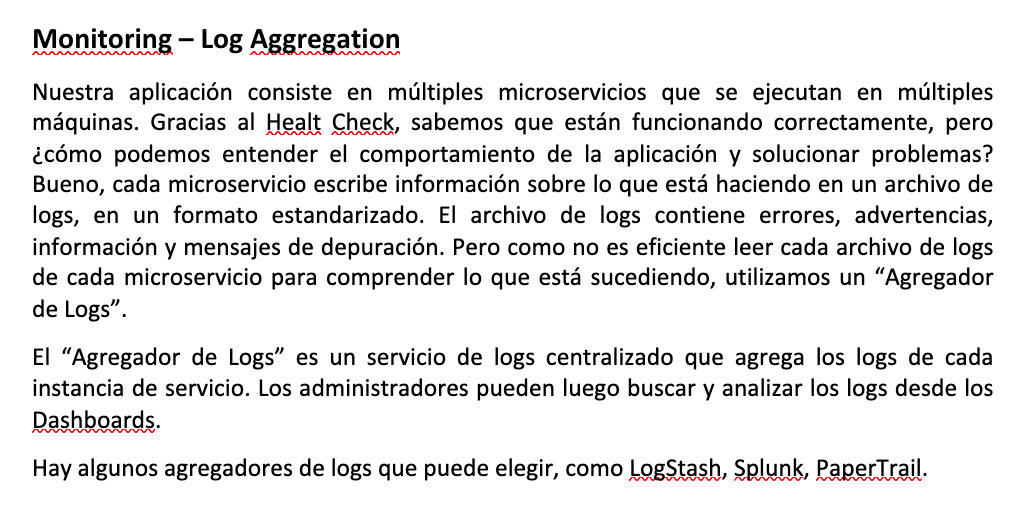 Monitoring – Log Aggregation
Nuestra aplicación consiste en múltiples microservicios que se ejecutan en múltiples
máquinas. Gracias al Healt Check, sabemos que están funcionando correctamente, pero
¿cómo podemos entender el comportamiento de la aplicación y solucionar problemas?
Bueno, cada microservicio escribe información sobre lo que está haciendo en un archivo de
logs, en un formato estandarizado. El archivo de logs contiene errores, advertencias,
información y mensajes de depuración. Pero como no es eficiente leer cada archivo de logs
de cada microservicio para comprender lo que está sucediendo, utilizamos un “Agregador
de Logs”.
El “Agregador de Logs” es un servicio de logs centralizado que agrega los logs de cada
instancia de servicio. Los administradores pueden luego buscar y analizar los logs desde los
Dashboards.
Hay algunos agregadores de logs que puede elegir, como LogStash, Splunk, PaperTrail.